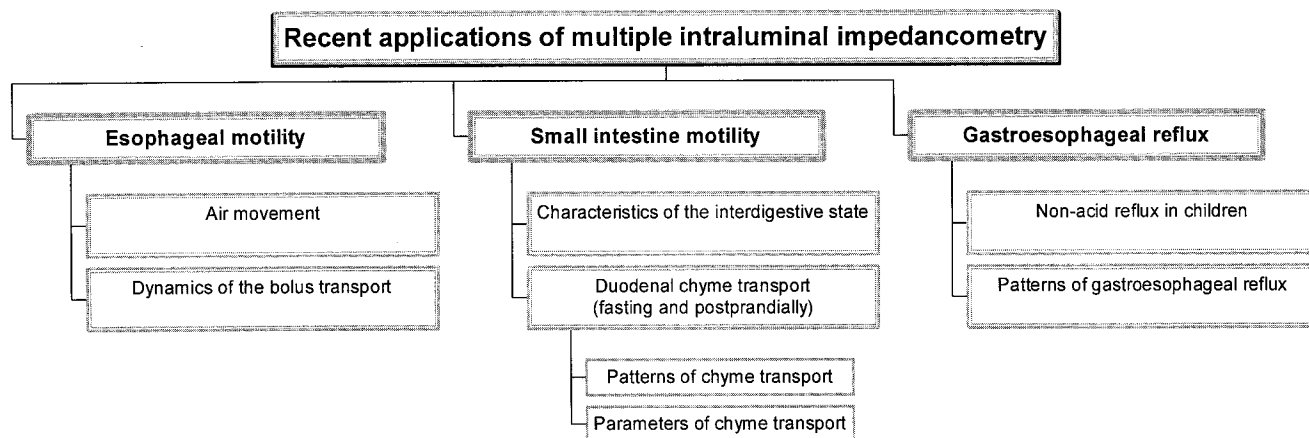 Recent applications of multiple intraluminal impedancometry
Esophageal motility
Air movement
Dynamics of the bolus transport
Small intestine motility
Characteristics of the interdigestive state
Duodenal chyme transport
(fasting and postprandially)
Patterns of chyme transport
Parameters of chyme transport
Gastroesophageal reflux
Non-acid reflux in children
Patterns of gastroesophageal reflux